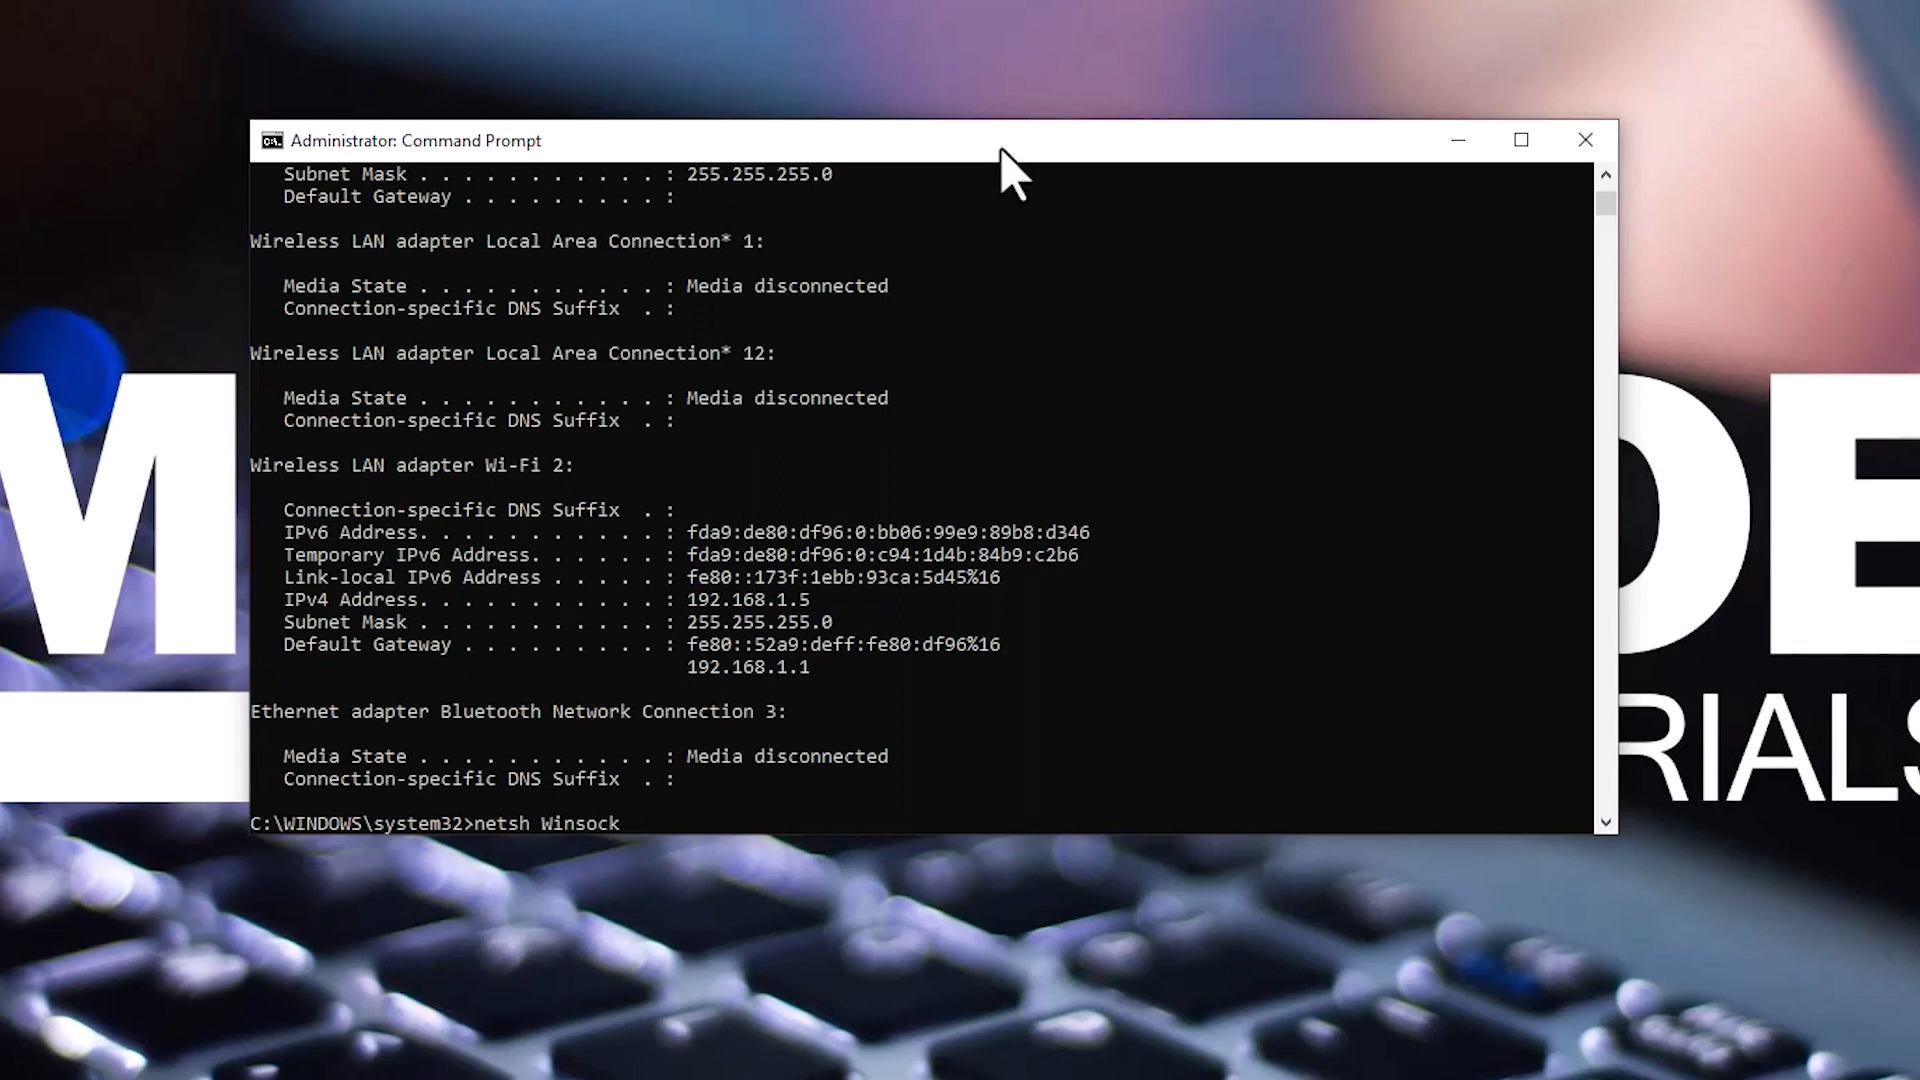 Administrator: Command Prompt
Subnet Mask . . . . . . . . . . . : 255.255.255.0
Default Gateway . . . . . . . . . :
Wireless LAN adapter Local Area Connection* 1:
Media State . . . . . . . . . . . : Media disconnected
Connection-specific DNS Suffix  . :
Wireless LAN adapter Local Area Connection* 12:
Media State . . . . . . . . . . . : Media disconnected
Connection-specific DNS Suffix  . :
Wireless LAN adapter Wi-Fi 2:
Connection-specific DNS Suffix  . :
IPv6 Address. . . . . . . . . . . : fda9:de80:df96:0:bb06:99e9:89b8:d346
Temporary IPv6 Address. . . . . . : fda9:de80:df96:0:c94:1d4b:84b9:c2b6
Link-local IPv6 Address . . . . . : fe80::173f:1ebb:93ca:5d45%16
IPv4 Address. . . . . . . . . . . : 192.168.1.5
Subnet Mask . . . . . . . . . . . : 255.255.255.0
Default Gateway . . . . . . . . . : fe80::52a9:deff:fe80:df96%16
192.168.1.1
Ethernet adapter Bluetooth Network Connection 3:
Media State . . . . . . . . . . . : Media disconnected
Connection-specific DNS Suffix  . :
C:\WINDOWS\system32>netsh Winsock